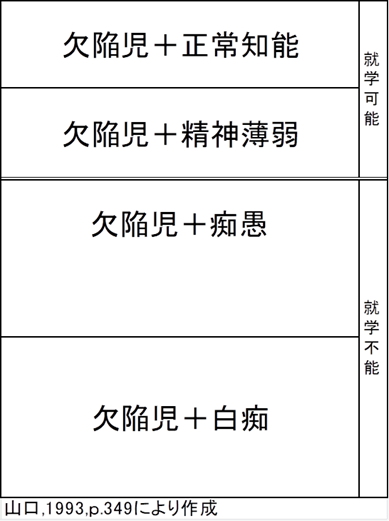 欠陥児＋正常知能
欠陥児＋精神薄弱
就学可能
欠陥児＋痴愚
欠陥児＋白痴
就学不能
山口,1993,p.349により作成